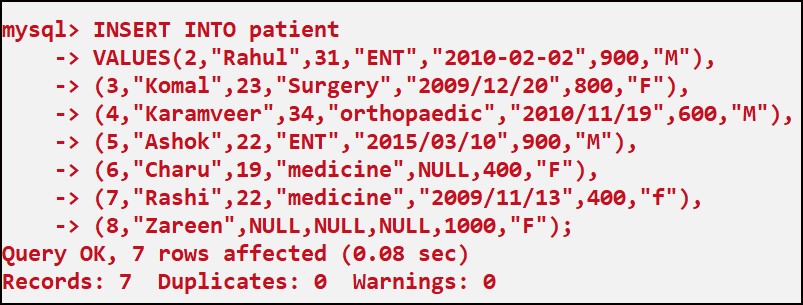 mysql> INSERT INTO patient
-> VALUES(2,"Rahul",31,"ENT","2010-02-02",900,"M"),
-> (3,"Komal",23,"Surgery","2009/12/20",800,"F"),
-> (4,"Karamveer",34,"orthopaedic","2010/11/19",600,"M"),
-> (5,"Ashok",22,"ENT","2015/03/10",900,"M"),
-> (6,"Charu",19,"medicine",NULL,400,"F"),
-> (7,"Rashi",22,"medicine","2009/11/13",400,"f"),
-> (8,"Zareen",NULL,NULL,NULL,1000,"F");
Query OK, 7 rows affected (0.08 sec)
Records: 7  Duplicates: 0  Warnings: 0